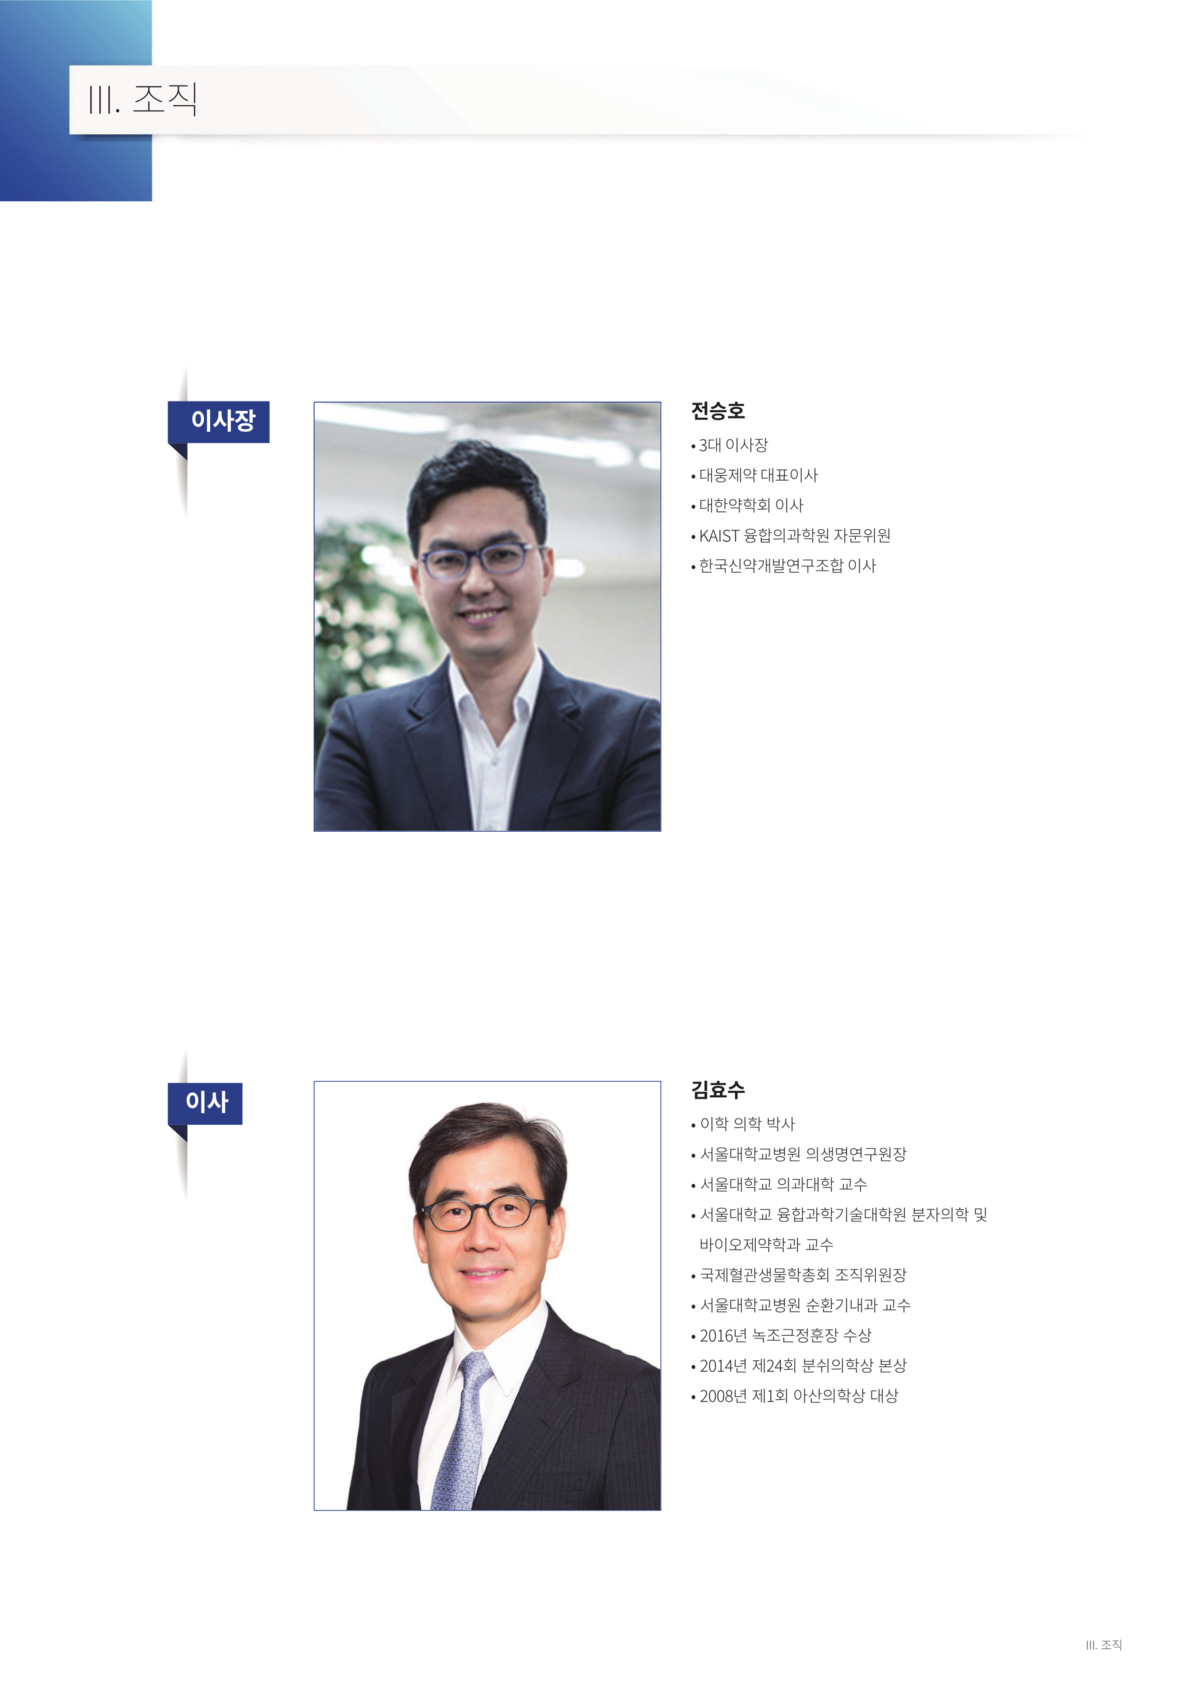 III. 조직
이사장
전승호
• 3대 이사장
• 대웅제약 대표이사
• 대한약학회 이사
• KAIST 융합의과학원 자문위원
• 한국신약개발연구조합 이사
이사
김효수
• 이학 의학 박사
• 서울대학교병원 의생명연구원장
• 서울대학교 의과대학 교수
• 서울대학교 융합과학기술대학원 분자의학 및
바이오제약학과 교수
• 국제혈관생물학총회 조직위원장
• 서울대학교병원 순환기내과 교수
• 2016년 녹조근정훈장 수상
• 2014년 제24회 분쉬의학상 본상
• 2008년 제1회 아산의학상 대상
III. 조직